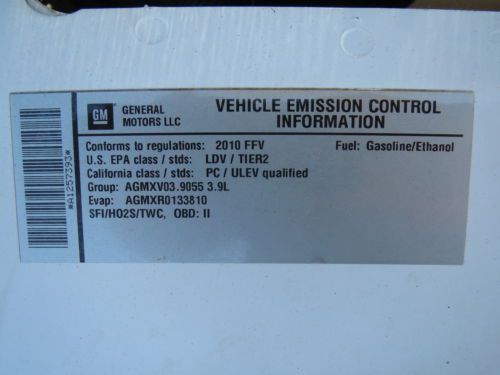 *A1257393*
GM GENERAL MOTORS LLC
VEHICLE EMISSION CONTROL
INFORMATION
Conforms to regulations: 2010 FFV Fuel: Gasoline/Ethanol
U.S. EPA class / stds: LDV / TIER2
California class / stds: PC / ULEV qualified
Group: AGMXV03.9055 3.9L
Evap: AGMXR0133810
SFI/HO2S/TWC, OBD: II